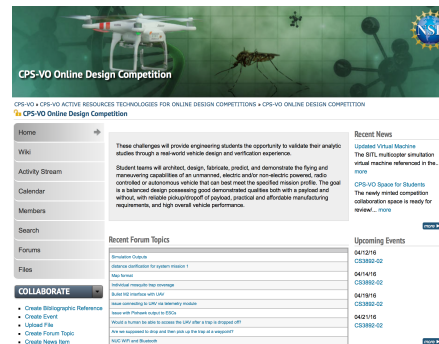 NSF
CPS-VO Online Design Competition
CPS-VO » CPS-VO ACTIVE RESOURCES TECHNOLOGIES FOR ONLINE DESIGN COMPETITIONS » CPS-VO ONLINE DESIGN COMPETITION
CPS-VO Online Design Competition
Home
Wiki
Activity Stream
Calendar
Members
Search
Forums
Files
COLLABORATE
• Create Bibliographic Reference
• Create Event
• Upload File
• Create Forum Topic
• Create News Item
These challenges will provide engineering students the opportunity to validate their analytic
studies through a real-world vehicle design and verification experience.
Student teams will architect, design, fabricate, predict, and demonstrate the flying and
maneuvering capabilities of an unmanned, electric and/or non-electric powered, radio
controlled or autonomous vehicle that can best meet the specified mission profile. The goal
is a balanced design possessing good demonstrated qualities both with a payload and
without, with reliable pickup/dropoff of payload, practical and affordable manufacturing
requirements, and high overall vehicle performance.
Recent Forum Topics
Simulation Outputs
distance clarification for system mission 1
Map format
Individual mosquito trap coverage
Bullet M2 interface with UAV
issue connecting to UAV via telemetry module
Issue with Pixhawk output to ESCs
Would a human be able to access the UAV after a trap is dropped off?
Are we supposed to drop and then pick up the trap at a waypoint?
NUC WiFi and Bluetooth
Recent News
Updated Virtual Machine
The SITL multicopter simultation
virtual machine referenced in the..
more
CPS-VO Space for Students
The newly minted competition
collaboration space is ready for
review!... more
more
Upcoming Events
04/12/16
CS3892-02
04/14/16
CS3892-02
04/19/16
CS3892-02
04/21/16
CS3892-02
more